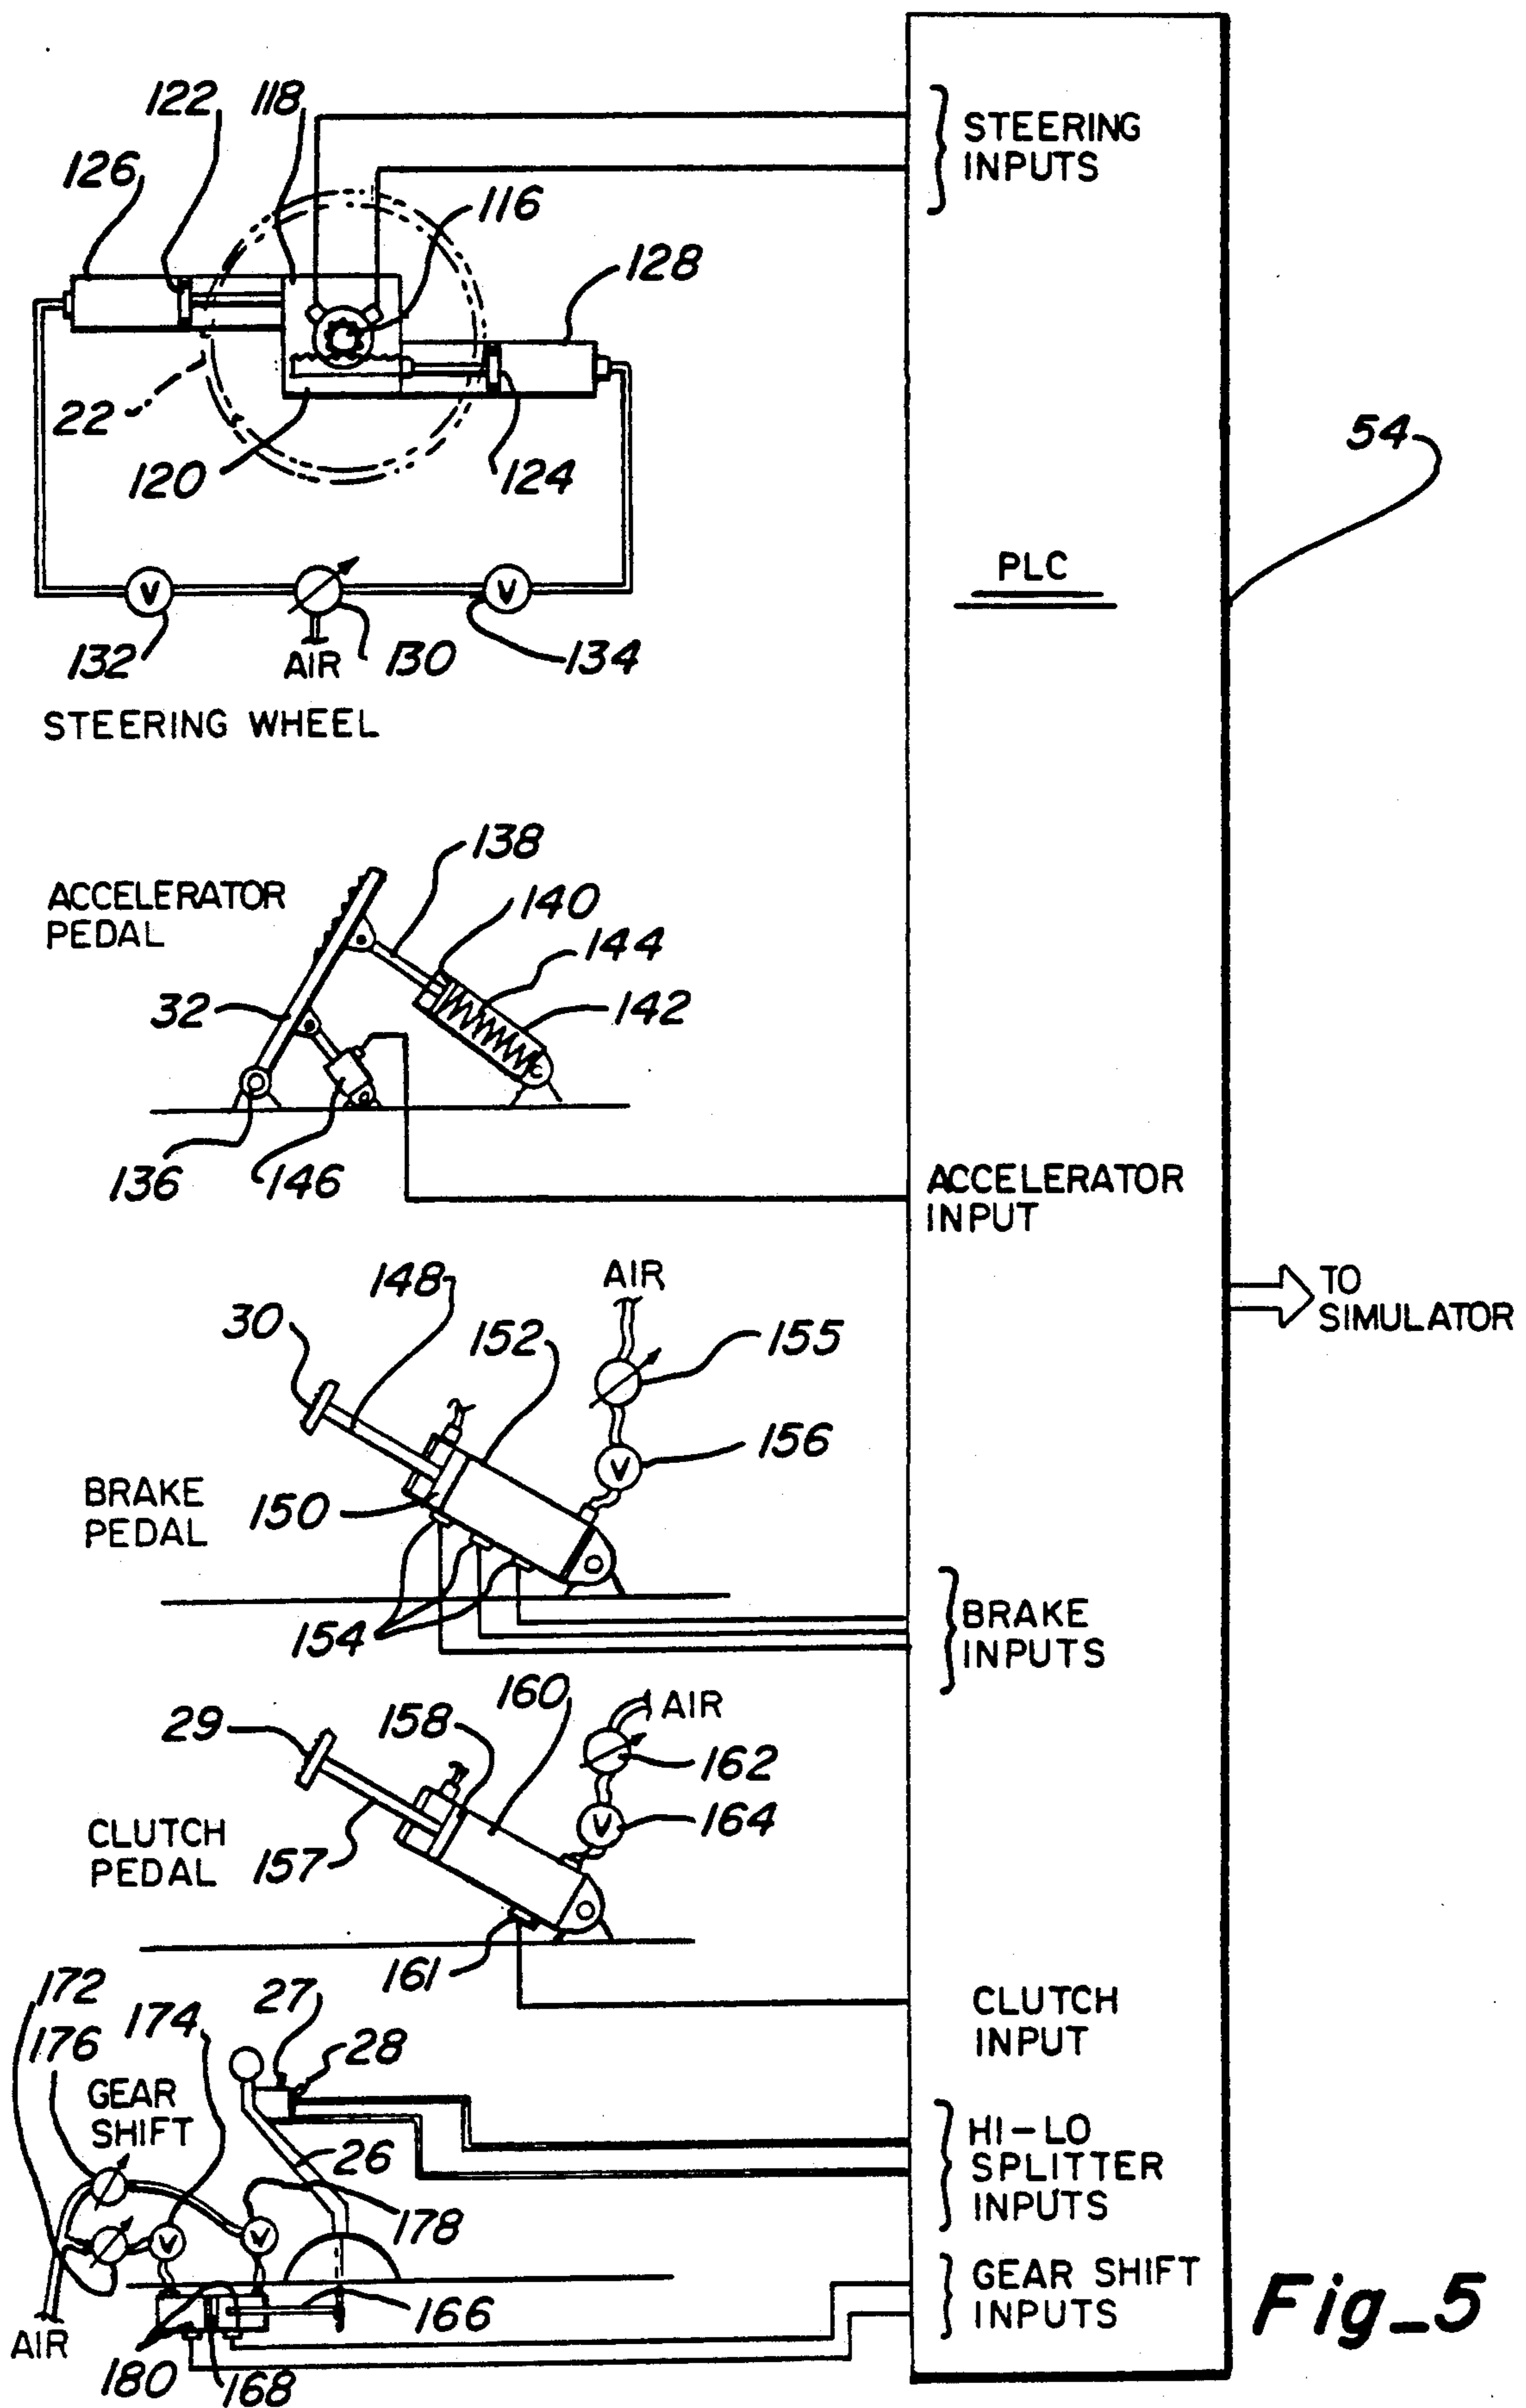 122
118
STEERING
INPUTS
126
116
128
22
120
124
54
PLC
V
V
132
AIR
130
134
STEERING WHEEL
138
ACCELERATOR
PEDAL
140
144
32
142
136
146
ACCELERATOR
INPUT
AIR
148
30
152
155
TO
SIMULATOR
156
V
BRAKE
PEDAL
150
154
BRAKE
INPUTS
160
AIR
29
158
162
V
164
CLUTCH
PEDAL
157
161
172
27
CLUTCH
INPUT
176
174
28
GEAR
SHIFT
HI-LO
SPLITTER
INPUTS
26
178
V
V
GEAR SHIFT
INPUTS
166
AIR
180
168
Fig_5